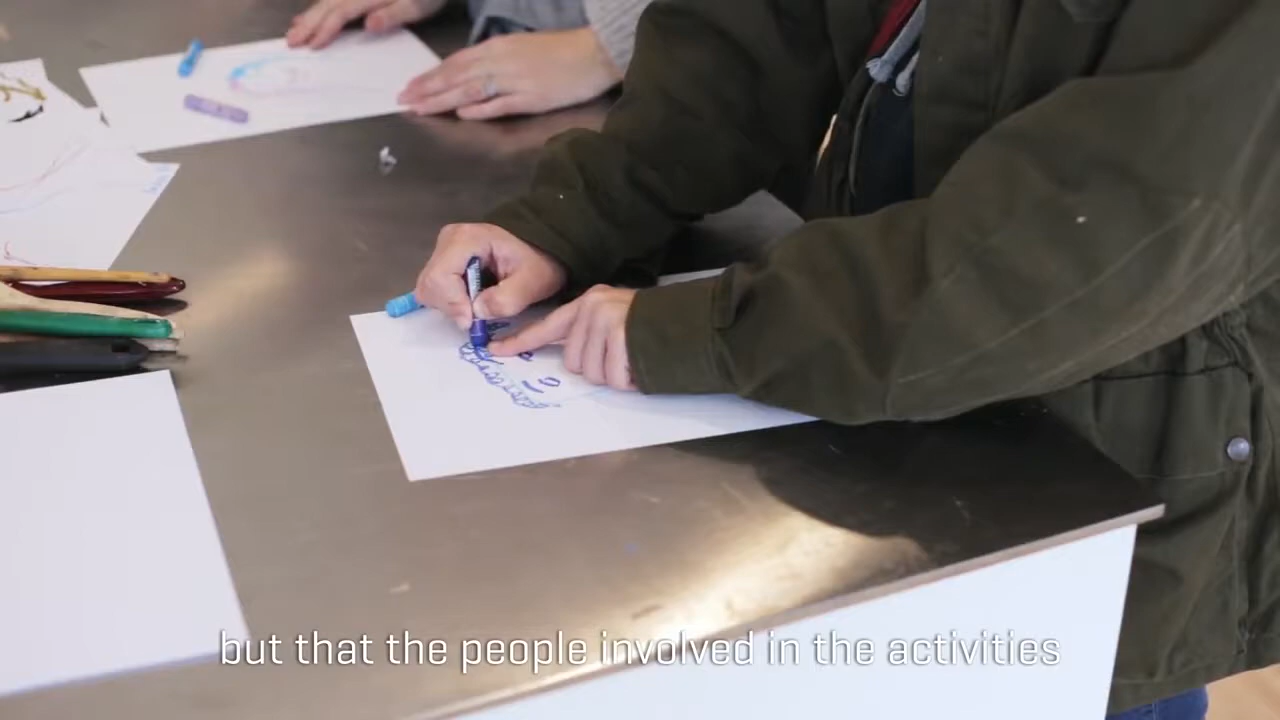 but that the people involved in the activities